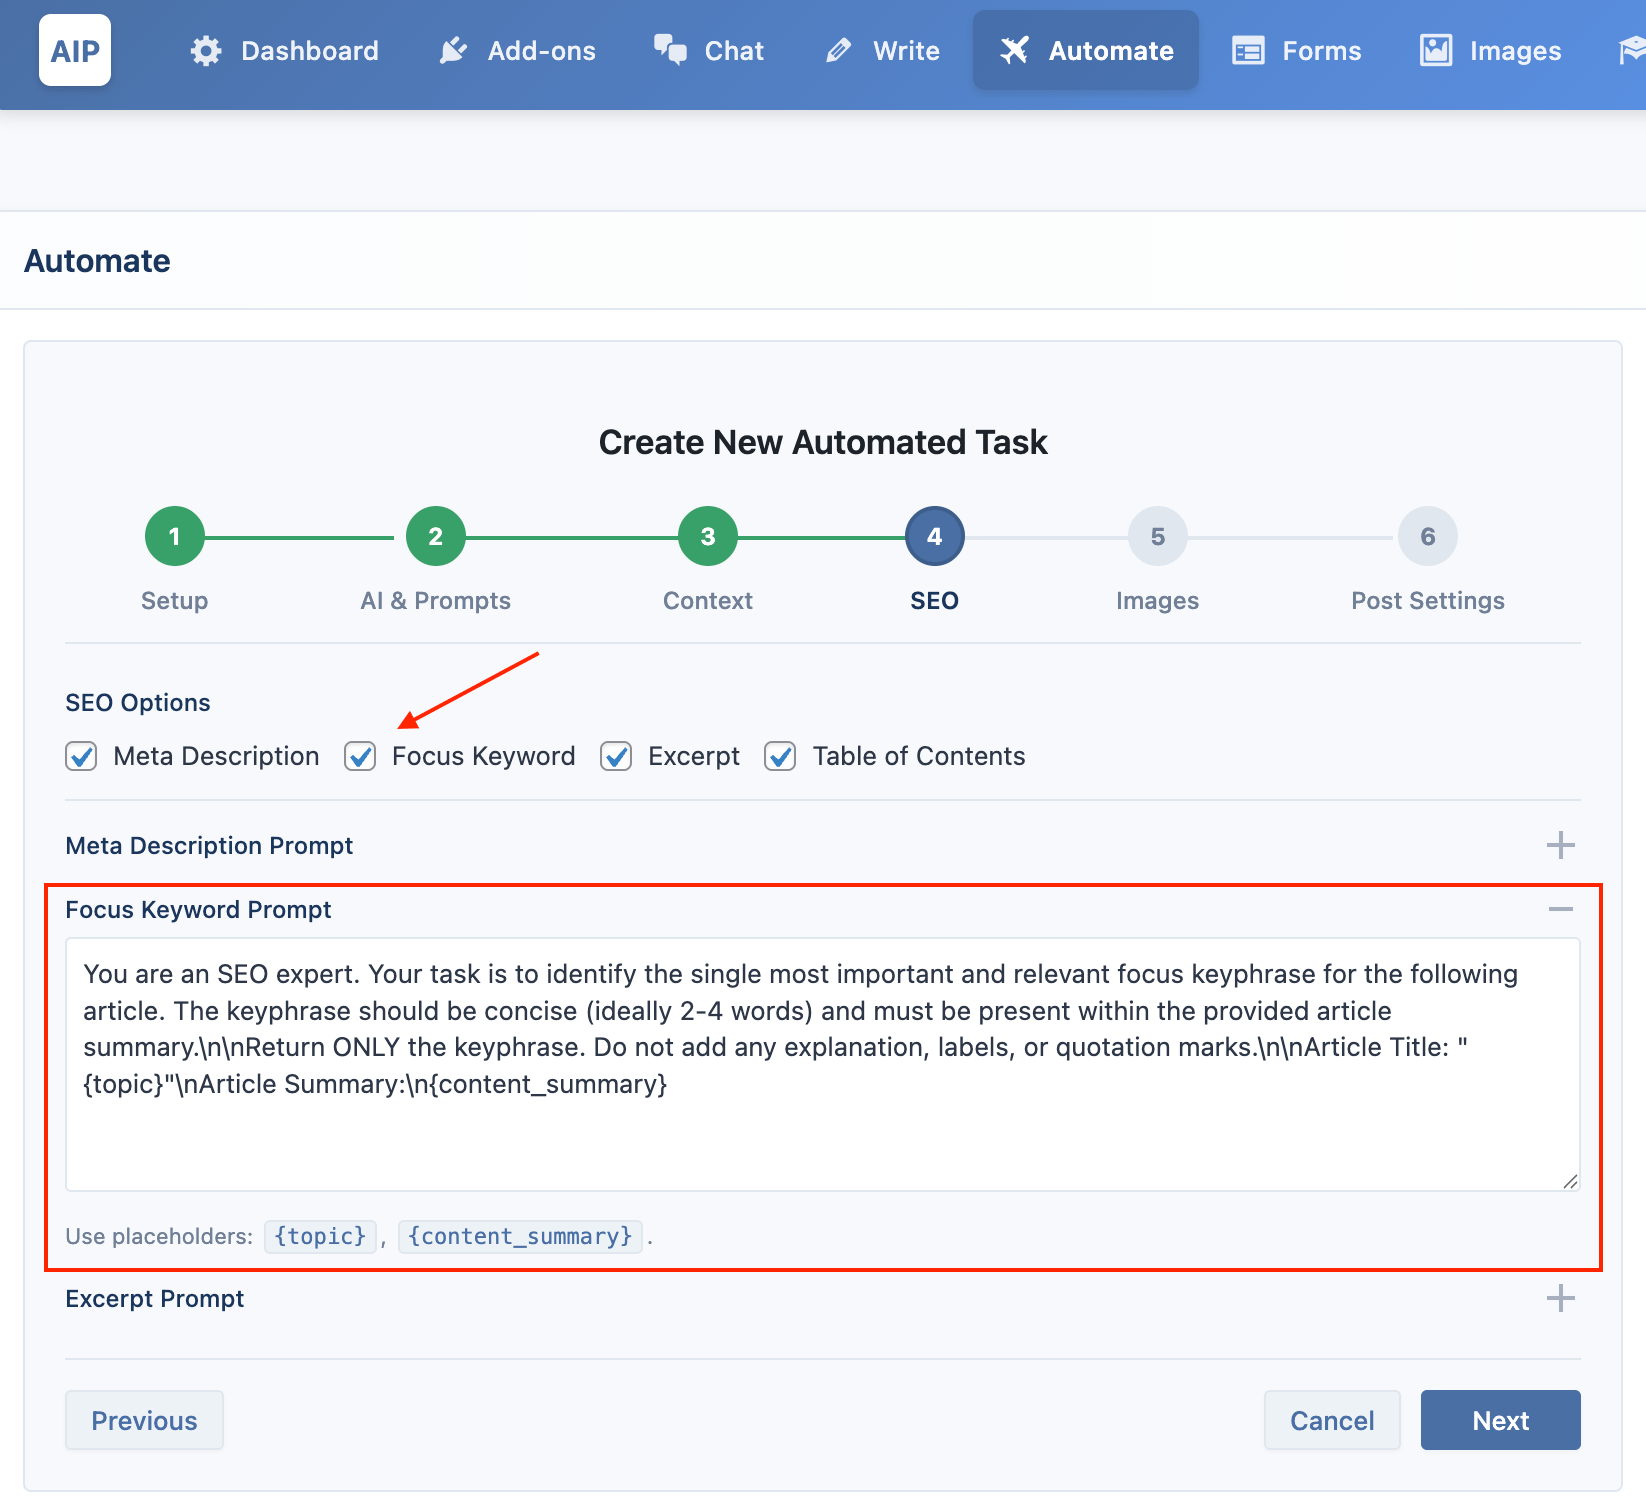 AIP
Dashboard
Add-ons
Chat
Write
Automate
Forms
Images
Automate
Create New Automated Task
1
2
3
4
5
6
Setup
AI & Prompts
Context
SEO
Images
Post Settings
SEO Options
Meta Description
Focus Keyword
Excerpt
Table of Contents
Meta Description Prompt
Focus Keyword Prompt
You are an SEO expert. Your task is to identify the single most important and relevant focus keyphrase for the following
article. The keyphrase should be concise (ideally 2-4 words) and must be present within the provided article
summary.\n\nReturn ONLY the keyphrase. Do not add any explanation, labels, or quotation marks.\n\nArticle Title: "
{topic}"\nArticle Summary:\n{content_summary}
Use placeholders: {topic} , {content_summary} .
Excerpt Prompt
Previous
Cancel
Next